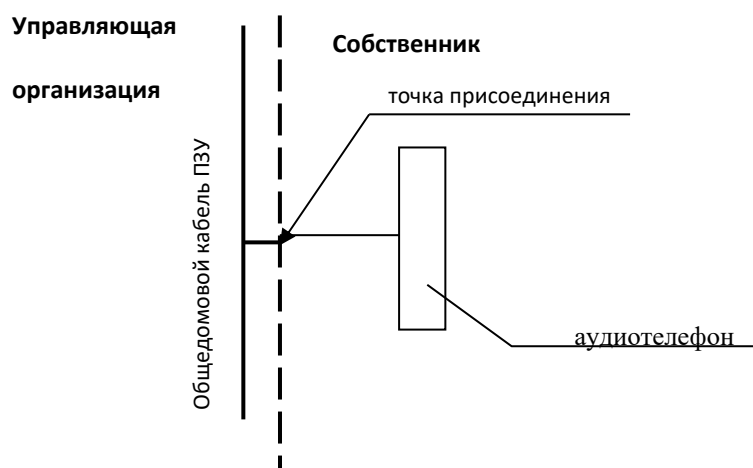 Управляющая
организация
Собственник
точка присоединения
Общедомовой кабель ПЗУ
аудиотелефон